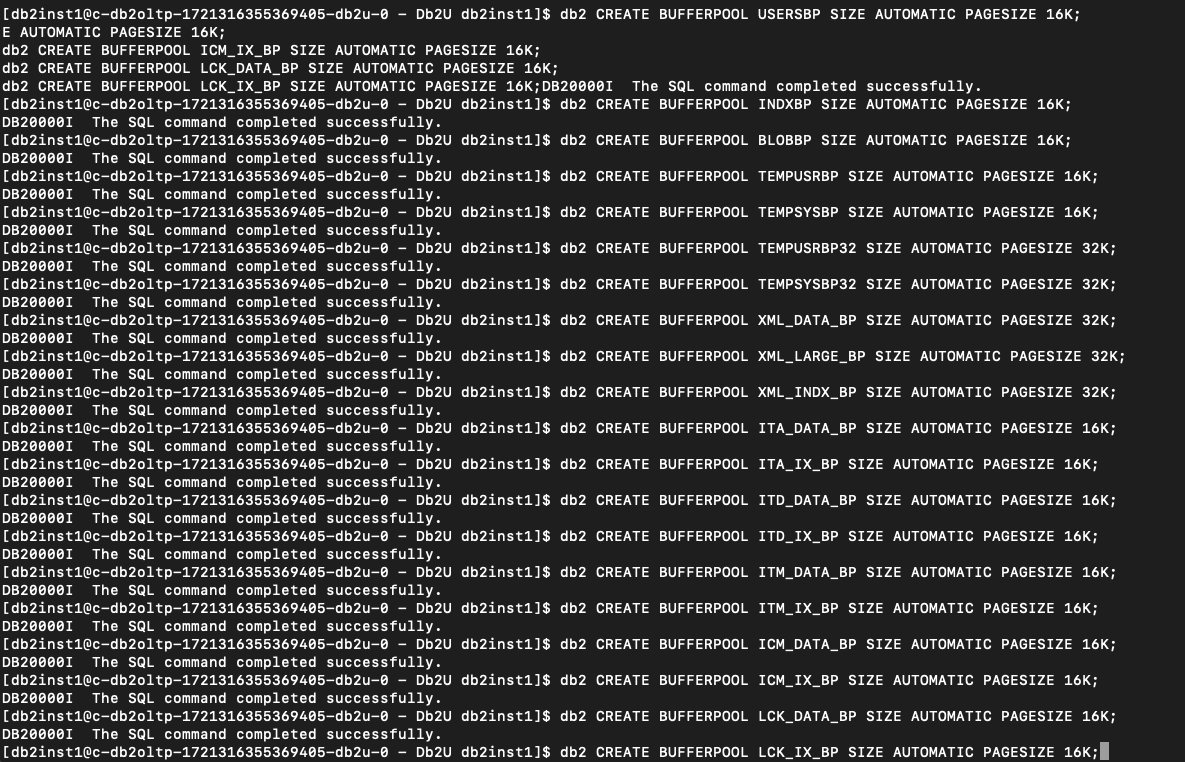 [db2inst1@c-db2oltp-1721316355369405-db2u-0 - Db2U db2inst1]$ db2 CREATE BUFFERPOOL USERSBP SIZE AUTOMATIC PAGESIZE 16K;
E AUTOMATIC PAGESIZE 16K;
db2 CREATE BUFFERPOOL ICM_IX_BP SIZE AUTOMATIC PAGESIZE 16K;
db2 CREATE BUFFERPOOL LCK_DATA_BP SIZE AUTOMATIC PAGESIZE 16K;
db2 CREATE BUFFERPOOL LCK_IX_BP SIZE AUTOMATIC PAGESIZE 16K;DB20000I  The SQL command completed successfully.
[db2inst1@c-db2oltp-1721316355369405-db2u-0 - Db2U db2inst1]$ db2 CREATE BUFFERPOOL INDXBP SIZE AUTOMATIC PAGESIZE 16K;
DB20000I  The SQL command completed successfully.
[db2inst1@c-db2oltp-1721316355369405-db2u-0 - Db2U db2inst1]$ db2 CREATE BUFFERPOOL BLOBBP SIZE AUTOMATIC PAGESIZE 16K;
DB20000I  The SQL command completed successfully.
[db2inst1@c-db2oltp-1721316355369405-db2u-0 - Db2U db2inst1]$ db2 CREATE BUFFERPOOL TEMPUSRBP SIZE AUTOMATIC PAGESIZE 16K;
DB20000I  The SQL command completed successfully.
[db2inst1@c-db2oltp-1721316355369405-db2u-0 - Db2U db2inst1]$ db2 CREATE BUFFERPOOL TEMPSYSBP SIZE AUTOMATIC PAGESIZE 16K;
DB20000I  The SQL command completed successfully.
[db2inst1@c-db2oltp-1721316355369405-db2u-0 - Db2U db2inst1]$ db2 CREATE BUFFERPOOL TEMPUSRBP32 SIZE AUTOMATIC PAGESIZE 32K;
DB20000I  The SQL command completed successfully.
[db2inst1@c-db2oltp-1721316355369405-db2u-0 - Db2U db2inst1]$ db2 CREATE BUFFERPOOL TEMPSYSBP32 SIZE AUTOMATIC PAGESIZE 32K;
DB20000I  The SQL command completed successfully.
[db2inst1@c-db2oltp-1721316355369405-db2u-0 - Db2U db2inst1]$ db2 CREATE BUFFERPOOL XML_DATA_BP SIZE AUTOMATIC PAGESIZE 32K;
DB20000I  The SQL command completed successfully.
[db2inst1@c-db2oltp-1721316355369405-db2u-0 - Db2U db2inst1]$ db2 CREATE BUFFERPOOL XML_LARGE_BP SIZE AUTOMATIC PAGESIZE 32K;
DB20000I  The SQL command completed successfully.
[db2inst1@c-db2oltp-1721316355369405-db2u-0 - Db2U db2inst1]$ db2 CREATE BUFFERPOOL XML_INDX_BP SIZE AUTOMATIC PAGESIZE 32K;
DB20000I  The SQL command completed successfully.
[db2inst1@c-db2oltp-1721316355369405-db2u-0 - Db2U db2inst1]$ db2 CREATE BUFFERPOOL ITA_DATA_BP SIZE AUTOMATIC PAGESIZE 16K;
DB20000I  The SQL command completed successfully.
[db2inst1@c-db2oltp-1721316355369405-db2u-0 - Db2U db2inst1]$ db2 CREATE BUFFERPOOL ITA_IX_BP SIZE AUTOMATIC PAGESIZE 16K;
DB20000I  The SQL command completed successfully.
[db2inst1@c-db2oltp-1721316355369405-db2u-0 - Db2U db2inst1]$ db2 CREATE BUFFERPOOL ITD_DATA_BP SIZE AUTOMATIC PAGESIZE 16K;
DB20000I  The SQL command completed successfully.
[db2inst1@c-db2oltp-1721316355369405-db2u-0 - Db2U db2inst1]$ db2 CREATE BUFFERPOOL ITD_IX_BP SIZE AUTOMATIC PAGESIZE 16K;
DB20000I  The SQL command completed successfully.
[db2inst1@c-db2oltp-1721316355369405-db2u-0 - Db2U db2inst1]$ db2 CREATE BUFFERPOOL ITM_DATA_BP SIZE AUTOMATIC PAGESIZE 16K;
DB20000I  The SQL command completed successfully.
[db2inst1@c-db2oltp-1721316355369405-db2u-0 - Db2U db2inst1]$ db2 CREATE BUFFERPOOL ITM_IX_BP SIZE AUTOMATIC PAGESIZE 16K;
DB20000I  The SQL command completed successfully.
[db2inst1@c-db2oltp-1721316355369405-db2u-0 - Db2U db2inst1]$ db2 CREATE BUFFERPOOL ICM_DATA_BP SIZE AUTOMATIC PAGESIZE 16K;
DB20000I  The SQL command completed successfully.
[db2inst1@c-db2oltp-1721316355369405-db2u-0 - Db2U db2inst1]$ db2 CREATE BUFFERPOOL ICM_IX_BP SIZE AUTOMATIC PAGESIZE 16K;
DB20000I  The SQL command completed successfully.
[db2inst1@c-db2oltp-1721316355369405-db2u-0 - Db2U db2inst1]$ db2 CREATE BUFFERPOOL LCK_DATA_BP SIZE AUTOMATIC PAGESIZE 16K;
DB20000I  The SQL command completed successfully.
[db2inst1@c-db2oltp-1721316355369405-db2u-0 - Db2U db2inst1]$ db2 CREATE BUFFERPOOL LCK_IX_BP SIZE AUTOMATIC PAGESIZE 16K;